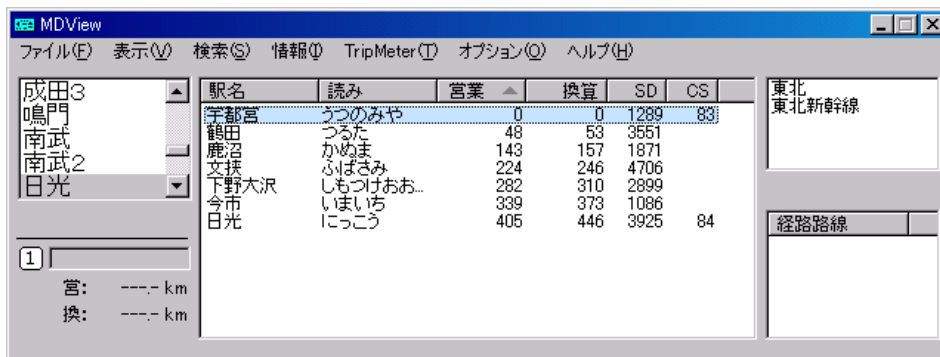 MDView
ファイル(F) 表示(V) 検索(S) 情報(I) TripMeter(T) オプション(O) ヘルプ(H)
成田3
鳴門
南武
南武2
日光
駅名 読み 営業 換算 SD CS
宇都宮 うつのみや 0 0 1289 83
鶴田 つるた 48 53 3551
鹿沼 かぬま 143 157 1871
文挟 ふばさみ 224 246 4706
下野大沢 しもつけおお... 282 310 2899
今市 いまいち 339 373 1086
日光 にっこう 405 446 3925 84
東北
東北新幹線
経路路線
1
営: ---.- km
換: ---.- km